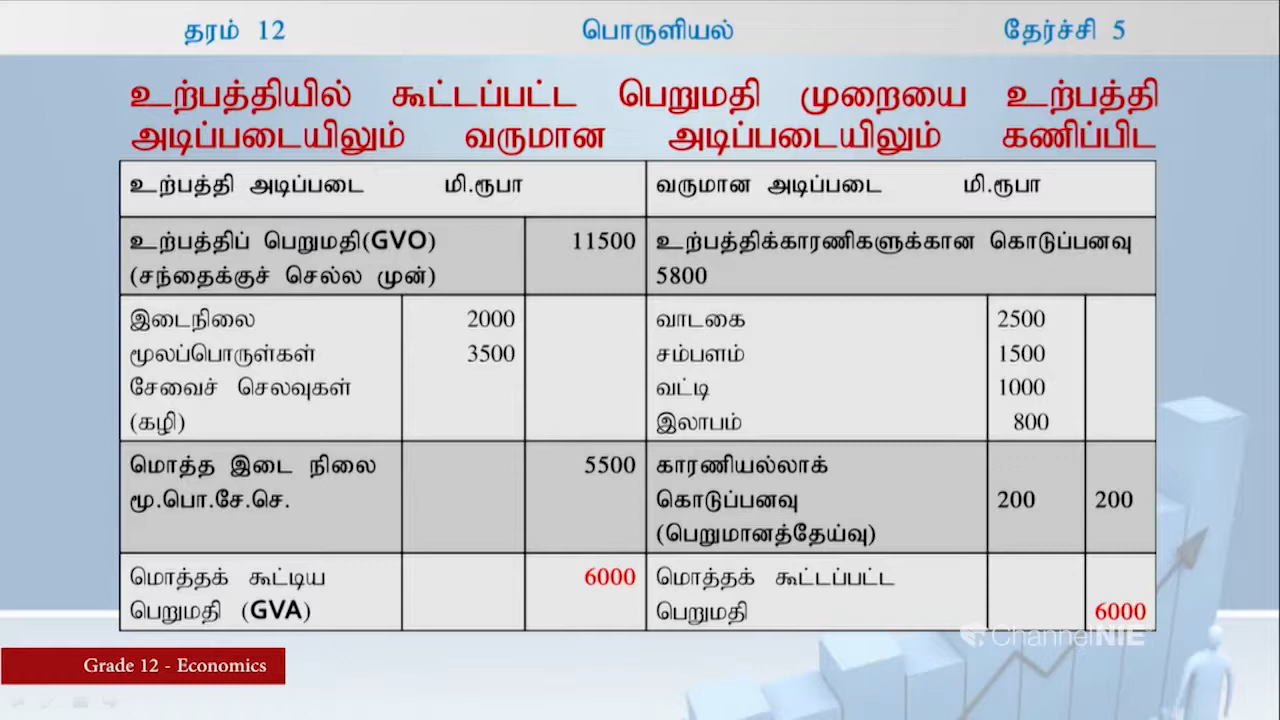 தரம் 12 பொருளியல் தேர்ச்சி 5
உற்பத்தியில் கூட்டப்பட்ட பெறுமதி முறையை உற்பத்தி
அடிப்படையிலும் வருமான அடிப்படையிலும் கணிப்பிட
உற்பத்தி அடிப்படை மி.ரூபா வருமான அடிப்படை மி.ரூபா
உற்பத்திப் பெறுமதி(GVO) 11500 உற்பத்திக்காரணிகளுக்கான கொடுப்பனவு
(சந்தைக்குச் செல்ல முன்) 5800
இடைநிலை 2000 வாடகை 2500
மூலப்பொருள்கள் 3500 சம்பளம் 1500
சேவைச் செலவுகள் வட்டி 1000
(கழி) இலாபம் 800
மொத்த இடை நிலை 5500 காரணியல்லாக்
மூ.பொ.சே.செ. கொடுப்பனவு 200 200
(பெறுமானத்தேய்வு)
மொத்தக் கூட்டிய 6000 மொத்தக் கூட்டப்பட்ட
பெறுமதி (GVA) பெறுமதி 6000
ChannelNIE
Grade 12 - Economics